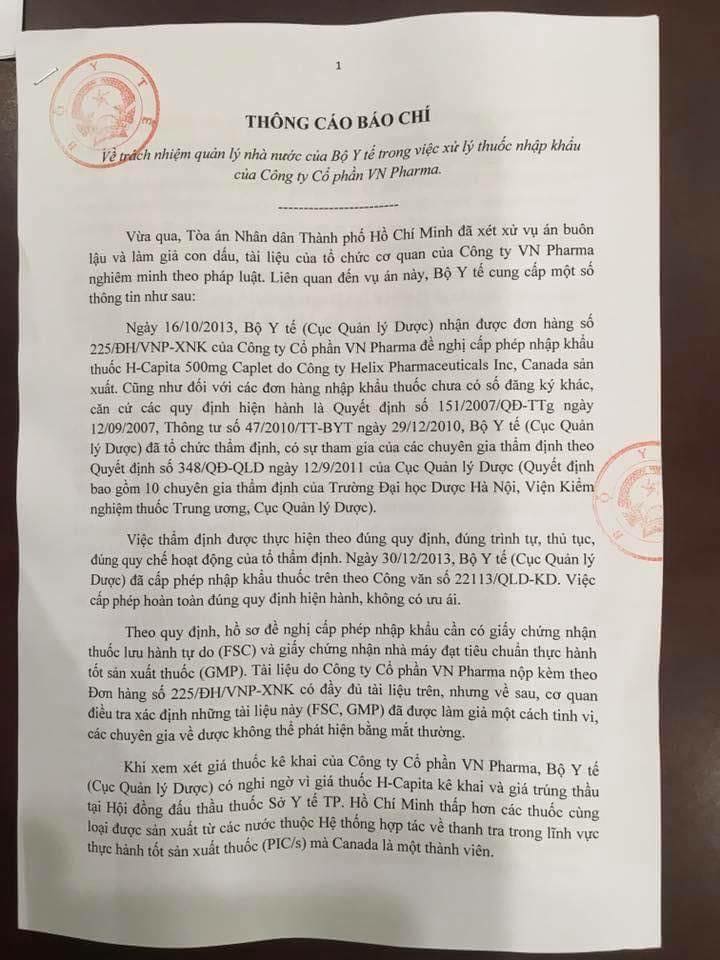 1
BỘ Y TẾ
THÔNG CÁO BÁO CHÍ
Về trách nhiệm quản lý nhà nước của Bộ Y tế trong việc xử lý thuốc nhập khẩu
của Công ty Cổ phần VN Pharma.
------------------------
Vừa qua, Tòa án Nhân dân Thành phố Hồ Chí Minh đã xét xử vụ án buôn
lậu và làm giả con dấu, tài liệu của tổ chức cơ quan của Công ty VN Pharma
nghiêm minh theo pháp luật. Liên quan đến vụ án này, Bộ Y tế cung cấp một số
thông tin như sau:
Ngày 16/10/2013, Bộ Y tế (Cục Quản lý Dược) nhận được đơn hàng số
225/ĐH/VNP-XNK của Công ty Cổ phần VN Pharma đề nghị cấp phép nhập khẩu
thuốc H-Capita 500mg Caplet do Công ty Helix Pharmaceuticals Inc, Canada sản
xuất. Cũng như đối với các đơn hàng nhập khẩu thuốc chưa có số đăng ký khác,
căn cứ các quy định hiện hành là Quyết định số 151/2007/QĐ-TTg ngày
12/09/2007, Thông tư số 47/2010/TT-BYT ngày 29/12/2010, Bộ Y tế (Cục Quản
lý Dược) đã tổ chức thẩm định, có sự tham gia của các chuyên gia thẩm định theo
Quyết định số 348/QĐ-QLD ngày 12/9/2011 của Cục Quản lý Dược (Quyết định
bao gồm 10 chuyên gia thẩm định của Trường Đại học Dược Hà Nội, Viện Kiểm
nghiệm thuốc Trung ương, Cục Quản lý Dược).
Việc thẩm định được thực hiện theo đúng quy định, đúng trình tự, thủ tục,
đúng quy chế hoạt động của tổ thẩm định. Ngày 30/12/2013, Bộ Y tế (Cục Quản lý
Dược) đã cấp phép nhập khẩu thuốc trên theo Công văn số 22113/QLD-KD. Việc
cấp phép hoàn toàn đúng quy định hiện hành, không có ưu ái.
Theo quy định, hồ sơ đề nghị cấp phép nhập khẩu cần có giấy chứng nhận
thuốc lưu hành tự do (FSC) và giấy chứng nhận nhà máy đạt tiêu chuẩn thực hành
tốt sản xuất thuốc (GMP). Tài liệu do Công ty Cổ phần VN Pharma nộp kèm theo
Đơn hàng số 225/ĐH/VNP-XNK có đầy đủ tài liệu trên, nhưng về sau, cơ quan
điều tra xác định những tài liệu này (FSC, GMP) đã được làm giả một cách tinh vi,
các chuyên gia về dược không thể phát hiện bằng mắt thường.
Khi xem xét giá thuốc kê khai của Công ty Cổ phần VN Pharma, Bộ Y tế
(Cục Quản lý Dược) có nghi ngờ vì giá thuốc H-Capita kê khai và giá trúng thầu
tại Hội đồng đấu thầu thuốc Sở Y tế TP. Hồ Chí Minh thấp hơn các thuốc cùng
loại được sản xuất từ các nước thuộc Hệ thống hợp tác về thanh tra trong lĩnh vực
thực hành tốt sản xuất thuốc (PIC/s) mà Canada là một thành viên.